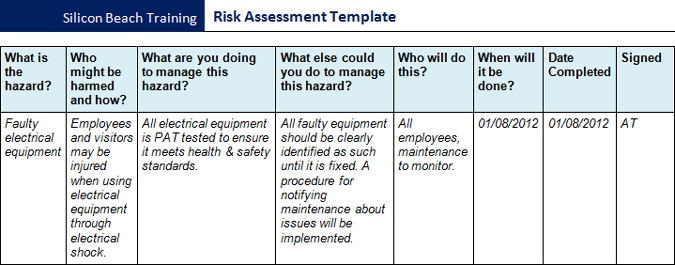 Silicon Beach Training Risk Assessment Template
What is
the
hazard?
Who
might be
harmed
and how?
What are you doing
to manage this
hazard?
What else could
you do to manage
this hazard?
Who will do
this?
When will
it be
done?
Date
Completed
Signed
Faulty
electrical
equipment
Employees
and visitors
may be
injured
when using
electrical
equipment
through
electrical
shock.
All electrical equipment
is PAT tested to ensure
it meets health & safety
standards.
All faulty equipment
should be clearly
identified as such
until it is fixed. A
procedure for
notifying
maintenance about
issues will be
implemented.
All
employees,
maintenance
to monitor.
01/08/2012
01/08/2012
AT